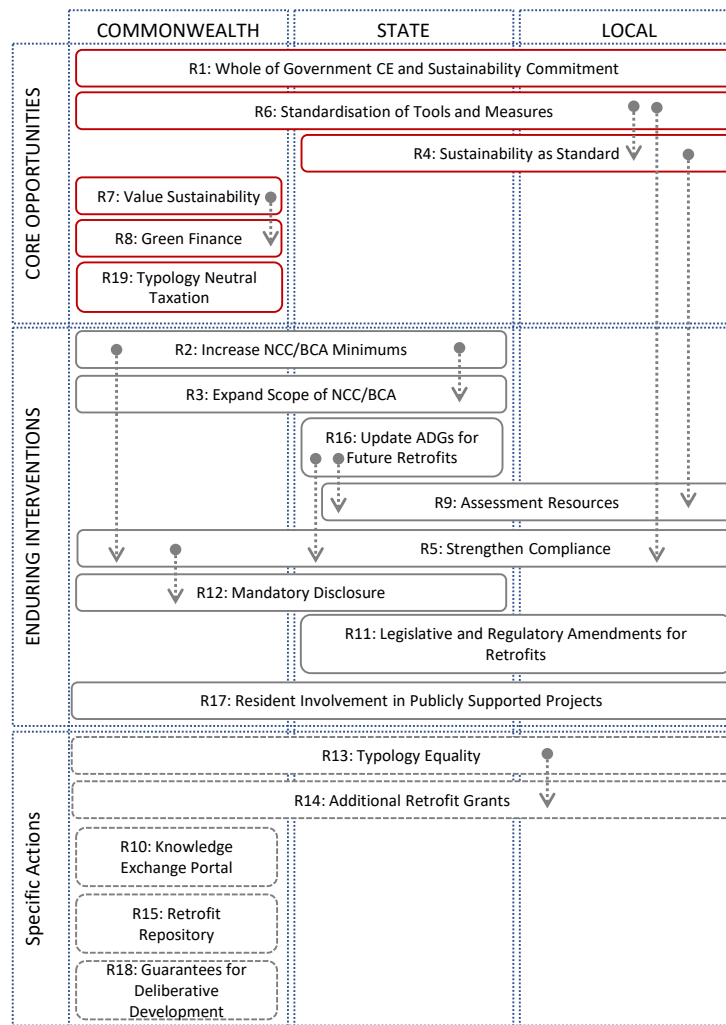 COMMONWEALTH
STATE
LOCAL
CORE OPPORTUNITIES
R1: Whole of Government CE and Sustainability Commitment
R6: Standardisation of Tools and Measures
R4: Sustainability as Standard
R7: Value Sustainability
R8: Green Finance
R19: Typology Neutral
Taxation
ENDURING INTERVENTIONS
R2: Increase NCC/BCA Minimums
R3: Expand Scope of NCC/BCA
R16: Update ADGs for
Future Retrofits
R9: Assessment Resources
R5: Strengthen Compliance
R12: Mandatory Disclosure
R11: Legislative and Regulatory Amendments for
Retrofits
R17: Resident Involvement in Publicly Supported Projects
Specific Actions
R13: Typology Equality
R14: Additional Retrofit Grants
R10: Knowledge
Exchange Portal
R15: Retrofit
Repository
R18: Guarantees for
Deliberative
Development